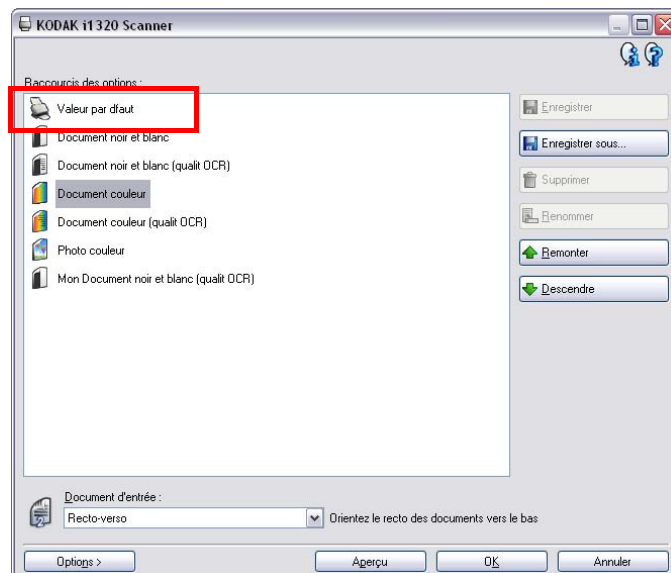 KODAK i1320 Scanner
Raccourcis des options :
Valeur par dfaut
Document noir et blanc
Document noir et blanc (qualit OCR)
Document couleur
Document couleur (qualit OCR)
Photo couleur
Mon Document noir et blanc (qualit OCR)
Enregistrer
Enregistrer sous...
Supprimer
Renommer
Remonter
Descendre
Document d'entrée :
Recto-verso
Orientez le recto des documents vers le bas
Options >
Aperçu
OK
Annuler